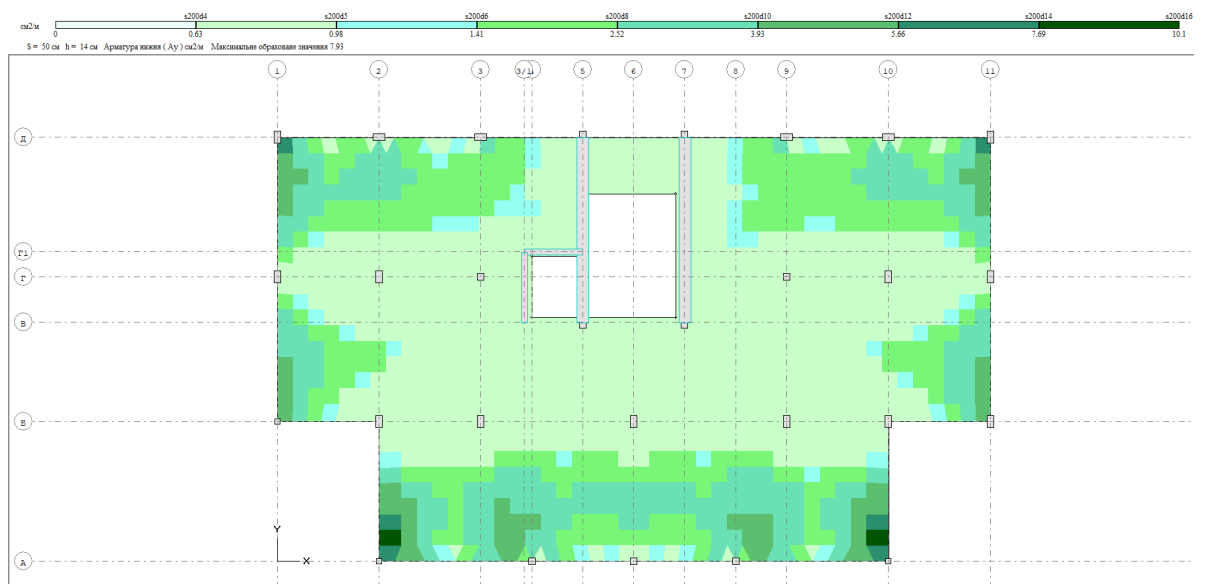 s200d4 s200d5 s200d6 s200d8 s200d10 s200d12 s200d14 s200d16
см2/м
0 0.63 0.98 1.41 2.52 3.93 5.66 7.69 10.1
S = 50 см h = 14 см Арматура нижня ( Ау ) см2/м Максимальне обраховане значення 7.93
1 2 3 3/1 5 6 7 8 9 10 11
Д
Г1
Г
В
Б
Y
X
А